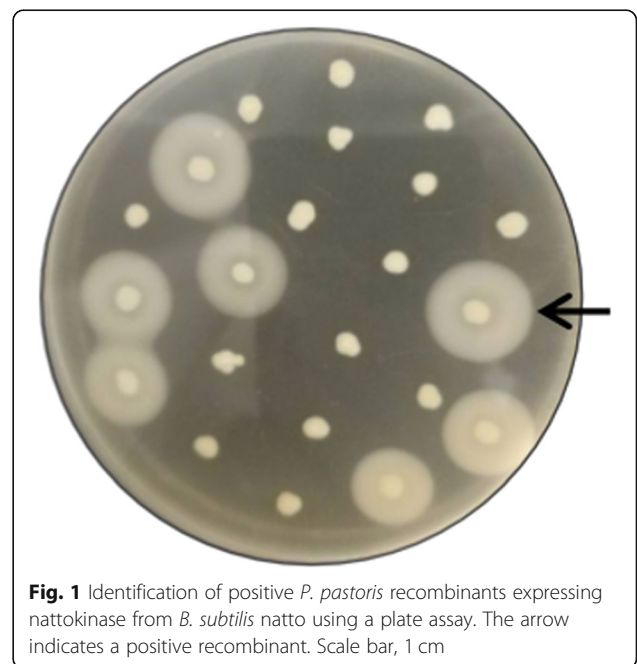 Fig. 1 Identification of positive P. pastoris recombinants expressing
nattokinase from B. subtilis natto using a plate assay. The arrow
indicates a positive recombinant. Scale bar, 1 cm